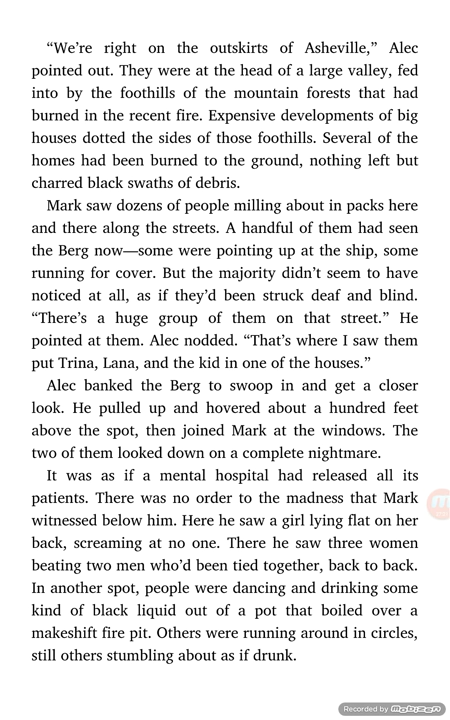 “We’re right on the outskirts of Asheville,” Alec
pointed out. They were at the head of a large valley, fed
into by the foothills of the mountain forests that had
burned in the recent fire. Expensive developments of big
houses dotted the sides of those foothills. Several of the
homes had been burned to the ground, nothing left but
charred black swaths of debris.
Mark saw dozens of people milling about in packs here
and there along the streets. A handful of them had seen
the Berg now—some were pointing up at the ship, some
running for cover. But the majority didn’t seem to have
noticed at all, as if they’d been struck deaf and blind.
“There’s a huge group of them on that street.” He
pointed at them. Alec nodded. “That’s where I saw them
put Trina, Lana, and the kid in one of the houses.”
Alec banked the Berg to swoop in and get a closer
look. He pulled up and hovered about a hundred feet
above the spot, then joined Mark at the windows. The
two of them looked down on a complete nightmare.
It was as if a mental hospital had released all its
patients. There was no order to the madness that Mark
witnessed below him. Here he saw a girl lying flat on her
back, screaming at no one. There he saw three women
beating two men who’d been tied together, back to back.
In another spot, people were dancing and drinking some
kind of black liquid out of a pot that boiled over a
makeshift fire pit. Others were running around in circles,
still others stumbling about as if drunk.
Recorded by mobizen